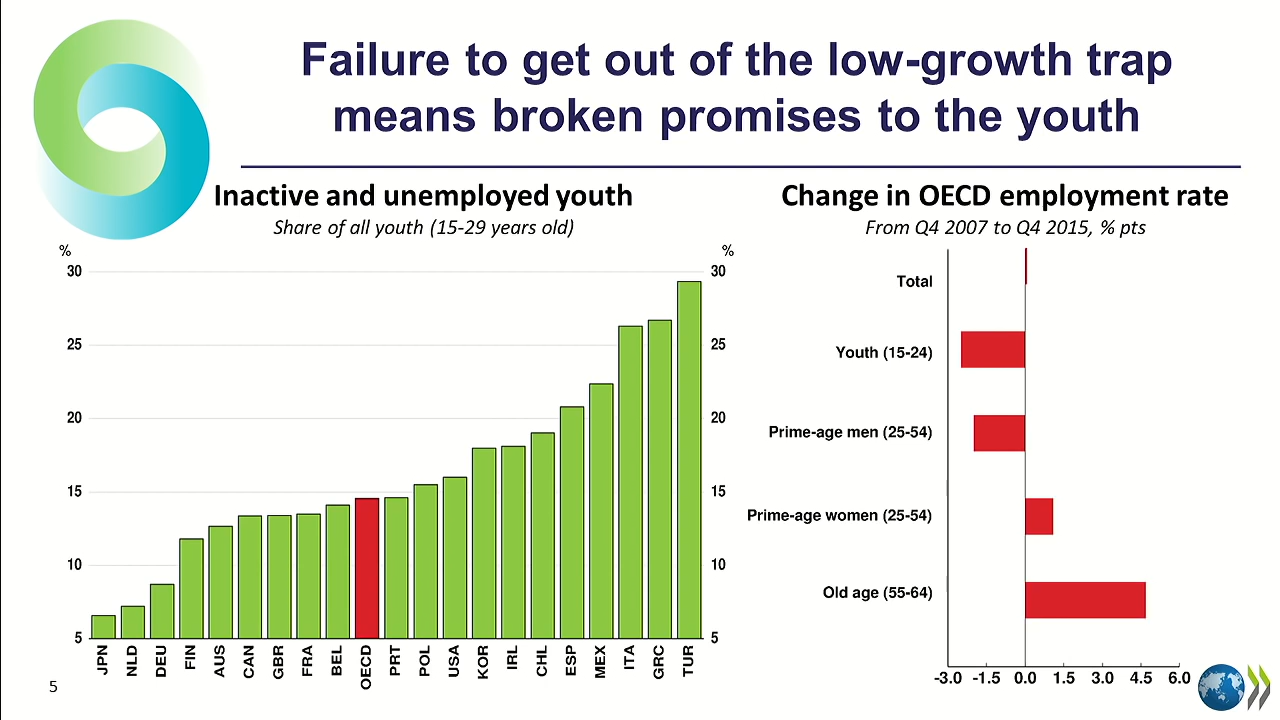 Failure to get out of the low-growth trap
means broken promises to the youth
Inactive and unemployed youth
Share of all youth (15-29 years old)
%
%
30
25
20
15
10
5
30
25
20
15
10
5
JPN
NLD
DEU
FIN
AUS
CAN
GBR
FRA
BEL
OECD
PRT
POL
USA
KOR
IRL
CHL
ESP
MEX
ITA
GRC
TUR
Change in OECD employment rate
From Q4 2007 to Q4 2015, % pts
Total
Youth (15-24)
Prime-age men (25-54)
Prime-age women (25-54)
Old age (55-64)
-3.0 -1.5 0.0 1.5 3.0 4.5 6.0
5